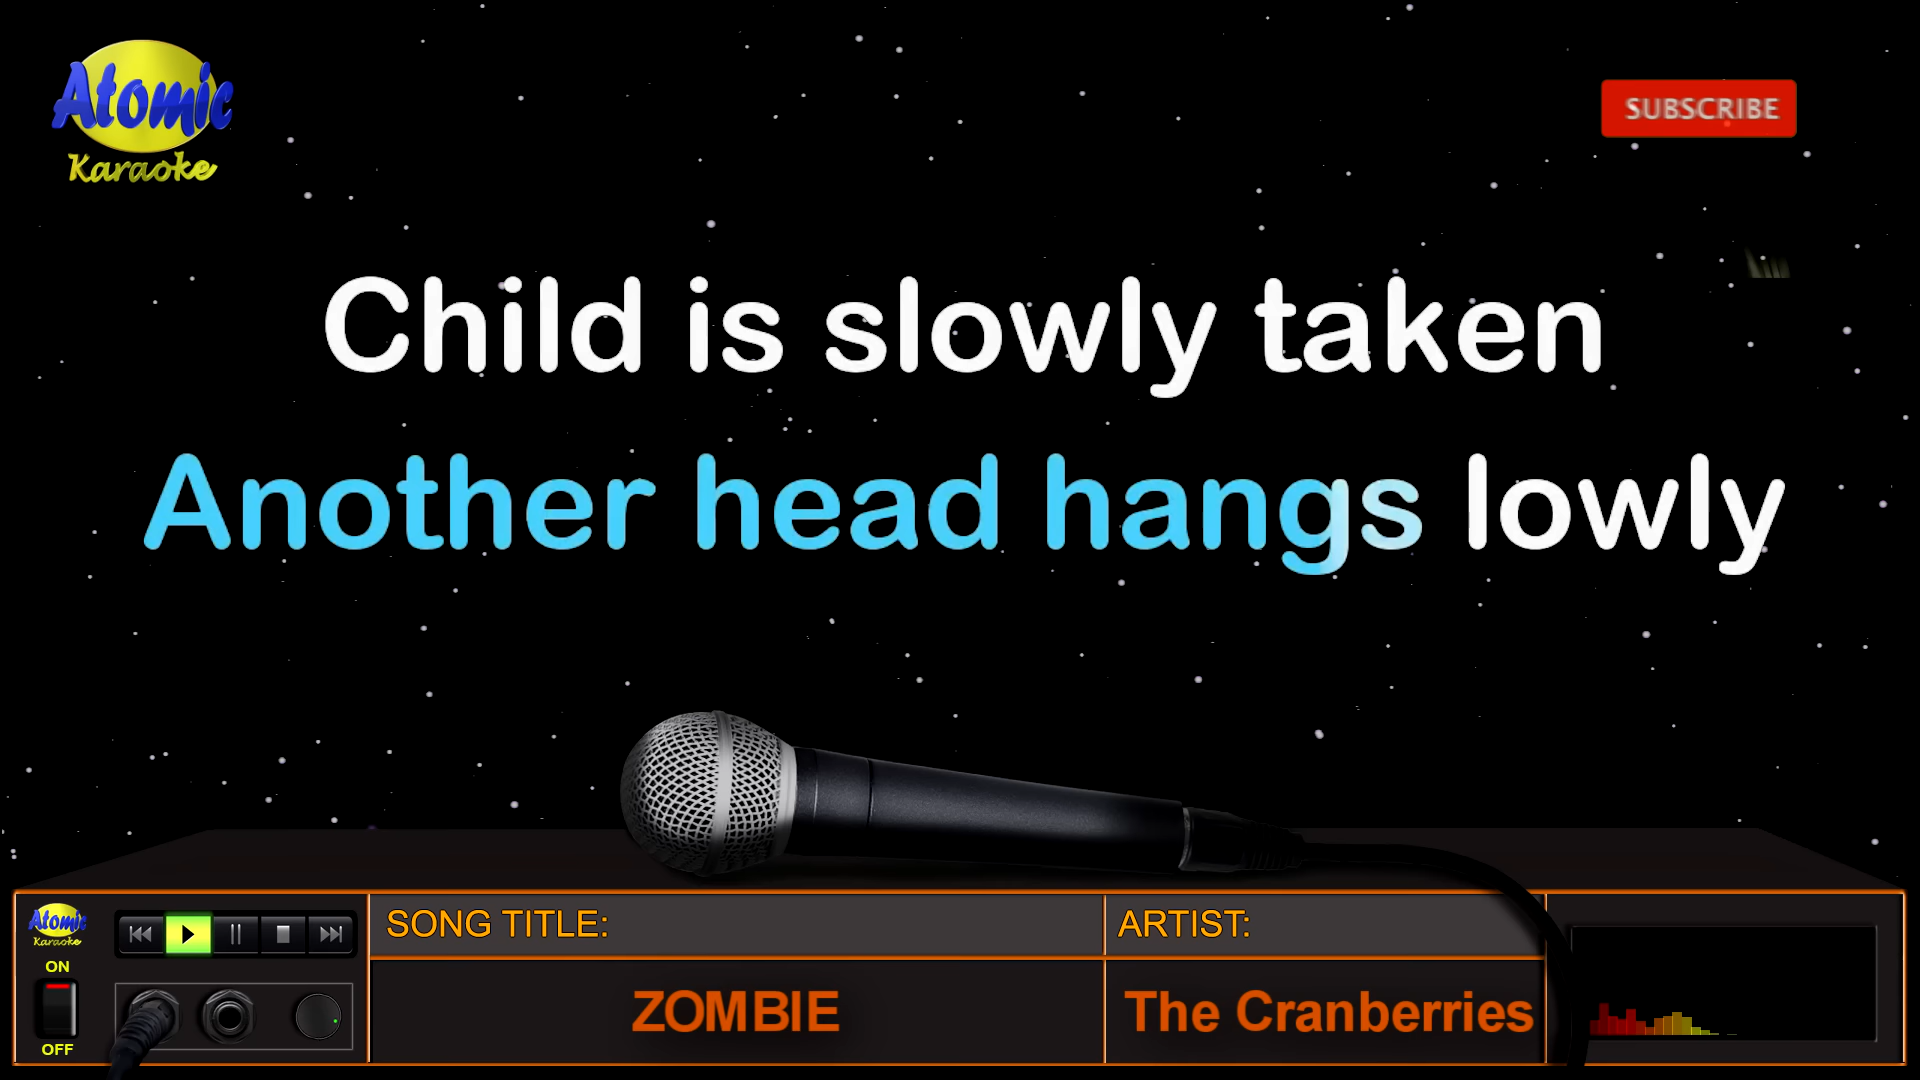 Atomic
Karaoke
SUBSCRIBE
Child is slowly taken
Another head hangs lowly
Atomic
Karaoke
ON
OFF
SONG TITLE:
ZOMBIE
ARTIST:
The Cranberries